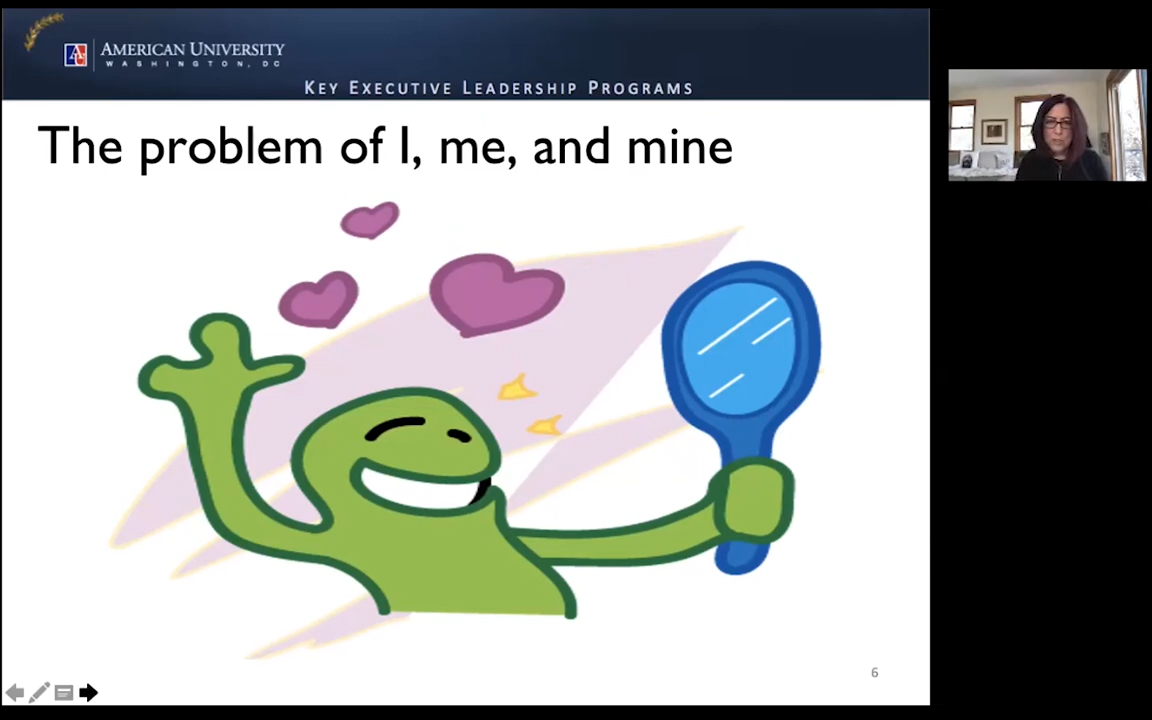 AMERICAN UNIVERSITY
WASHINGTON, DC
KEY EXECUTIVE LEADERSHIP PROGRAMS
The problem of I, me, and mine
6